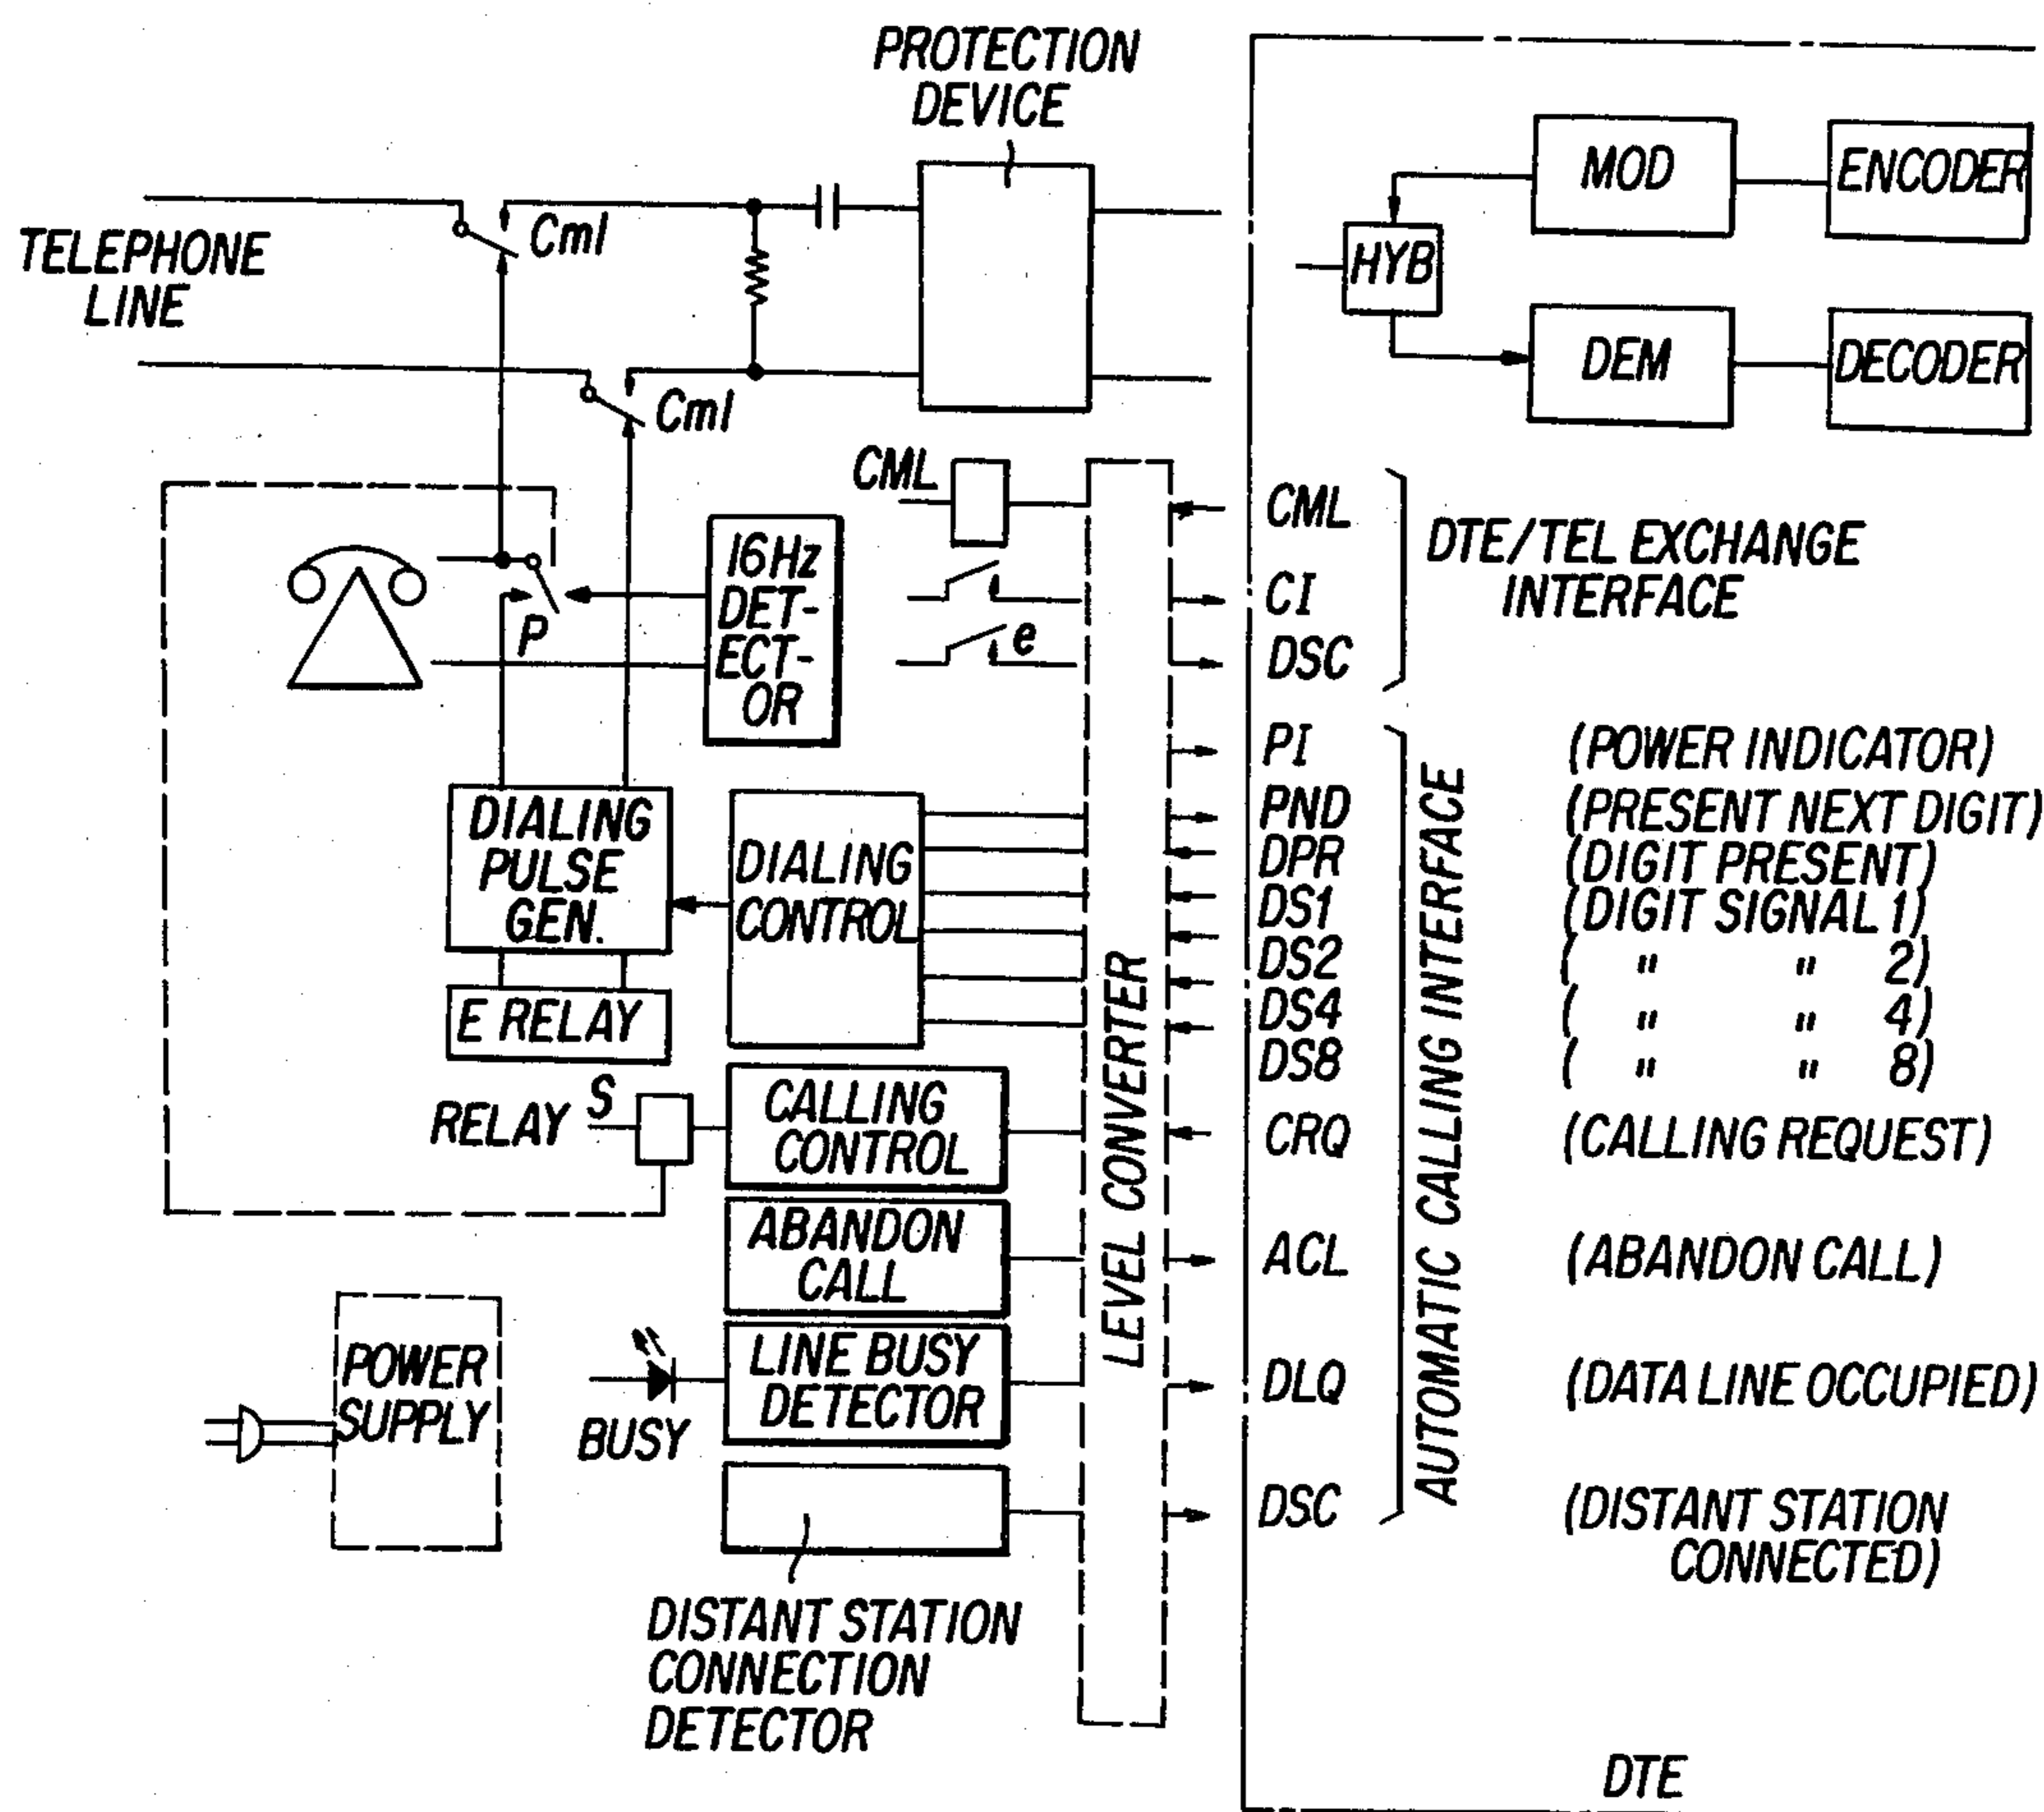 PROTECTION
DEVICE
TELEPHONE
LINE
Cml
Cml
MOD
ENCODER
HYB
DEM
DECODER
CML
CML
16Hz
DET-
ECT-
OR
P
e
CI
DSC
DTE/TEL EXCHANGE
INTERFACE
DIALING
PULSE
GEN.
E RELAY
DIALING
CONTROL
RELAY S
CALLING
CONTROL
ABANDON
CALL
LINE BUSY
DETECTOR
BUSY
POWER
SUPPLY
DISTANT STATION
CONNECTION
DETECTOR
LEVEL CONVERTER
AUTOMATIC CALLING INTERFACE
PI (POWER INDICATOR)
PND (PRESENT NEXT DIGIT)
DPR (DIGIT PRESENT)
DS1 (DIGIT SIGNAL 1)
DS2 ( " " 2)
DS4 ( " " 4)
DS8 ( " " 8)
CRQ (CALLING REQUEST)
ACL (ABANDON CALL)
DLQ (DATA LINE OCCUPIED)
DSC (DISTANT STATION
CONNECTED)
DTE